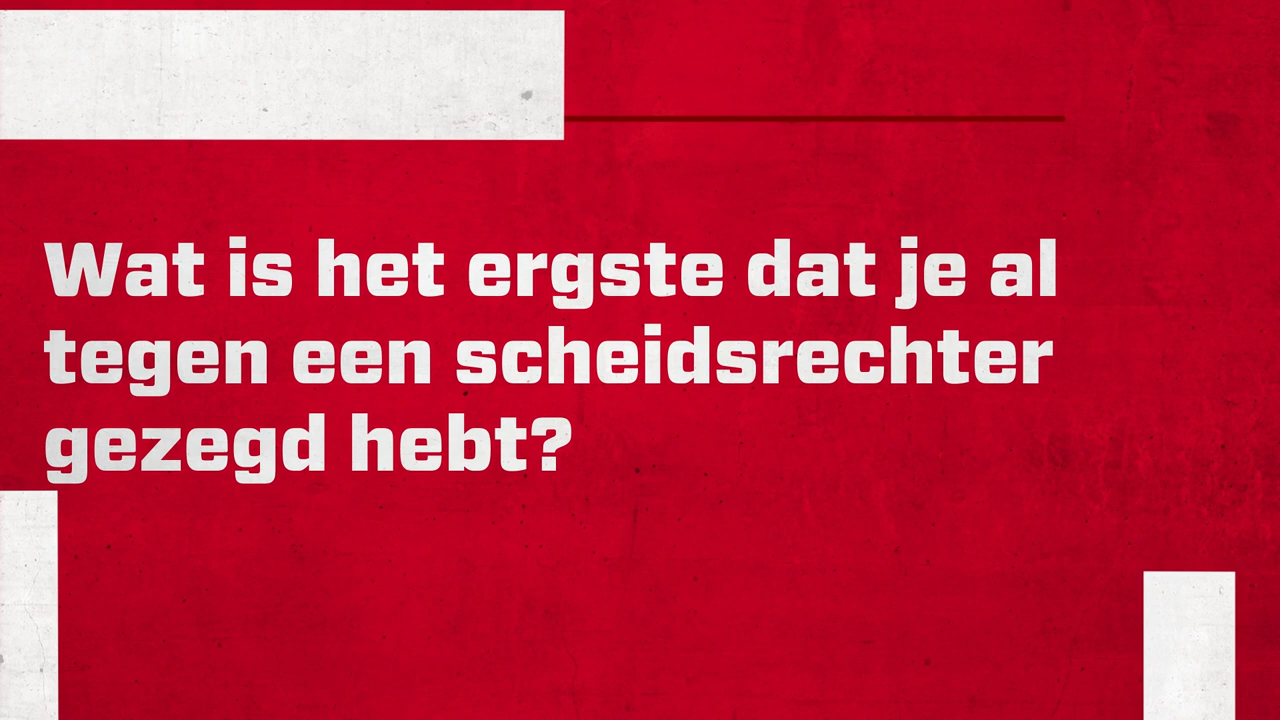 Wat is het ergste dat je al
tegen een scheidsrechter
gezegd hebt?